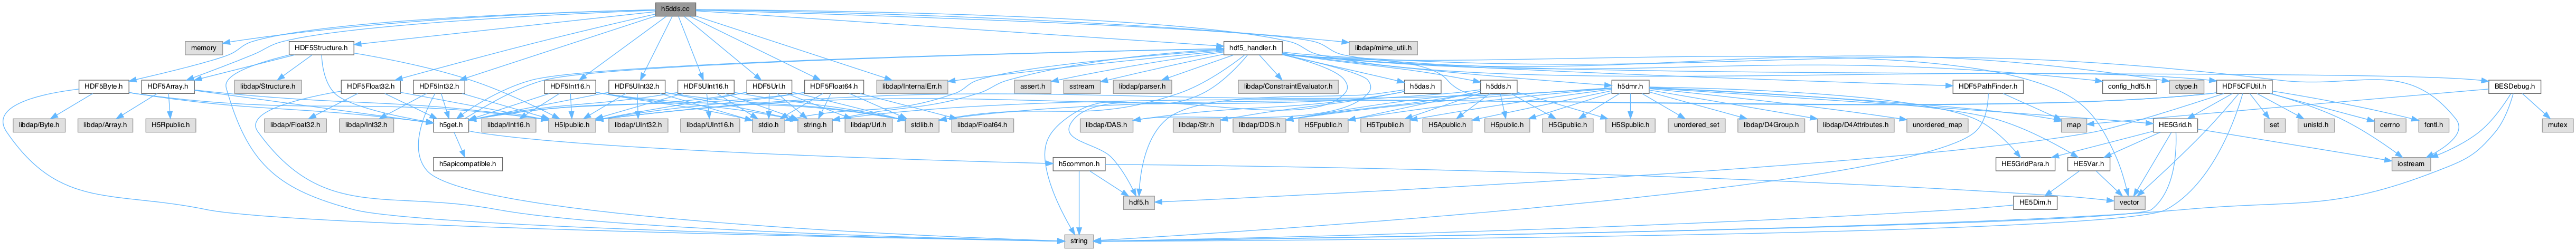 h5dds.cc
memory
HDF5Structure.h
hdf5_handler.h
libdap/mime_util.h
HDF5Byte.h
HDF5Array.h
libdap/Structure.h
HDF5Float32.h
HDF5Int32.h
HDF5Int16.h
HDF5UInt32.h
HDF5UInt16.h
HDF5Url.h
HDF5Float64.h
libdap/InternalErr.h
assert.h
sstream
libdap/parser.h
libdap/ConstraintEvaluator.h
h5das.h
h5dds.h
h5dmr.h
HDF5PathFinder.h
config_hdf5.h
ctype.h
HDF5CFUtil.h
BESDebug.h
libdap/Byte.h
libdap/Array.h
H5Rpublic.h
libdap/Float32.h
libdap/Int32.h
h5get.h
libdap/Int16.h
H5Ipublic.h
libdap/UInt32.h
libdap/UInt16.h
stdio.h
string.h
libdap/Url.h
stdlib.h
libdap/Float64.h
libdap/DAS.h
libdap/Str.h
libdap/DDS.h
H5Fpublic.h
H5Tpublic.h
H5Apublic.h
H5public.h
H5Gpublic.h
H5Spublic.h
unordered_set
libdap/D4Group.h
libdap/D4Attributes.h
unordered_map
map
HE5Grid.h
set
unistd.h
cerrno
fcntl.h
mutex
h5apicompatible.h
h5common.h
HE5GridPara.h
HE5Var.h
iostream
hdf5.h
HE5Dim.h
vector
string